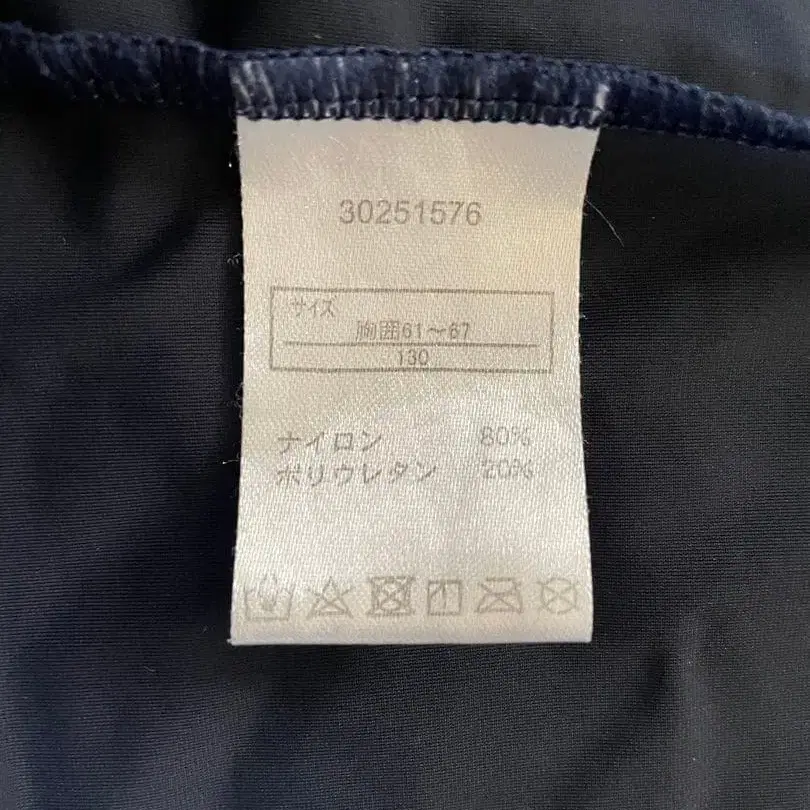 30251576
サイズ
胸囲61～67
130
ナイロン 80%
ポリウレタン 20%